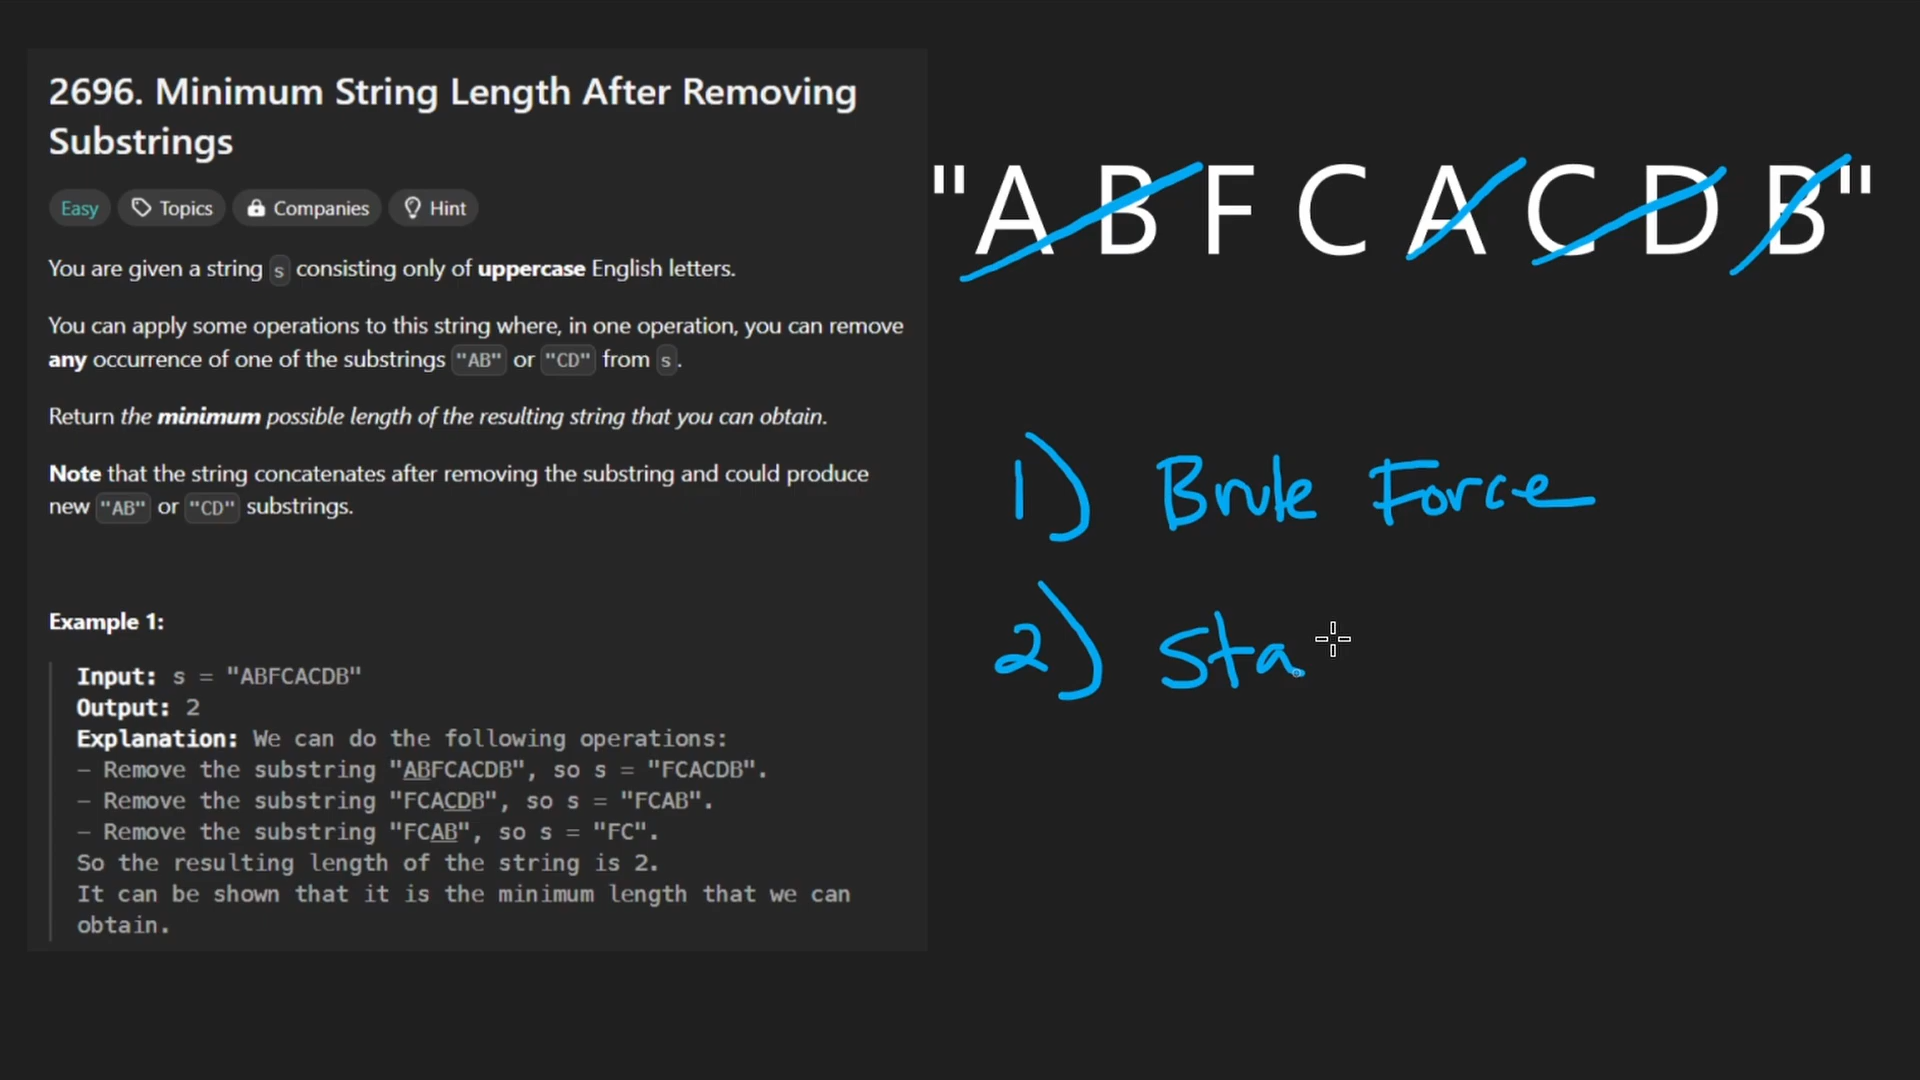 2696. Minimum String Length After Removing
Substrings
Easy Topics Companies Hint
You are given a string s consisting only of uppercase English letters.
You can apply some operations to this string where, in one operation, you can remove
any occurrence of one of the substrings "AB" or "CD" from s.
Return the minimum possible length of the resulting string that you can obtain.
Note that the string concatenates after removing the substring and could produce
new "AB" or "CD" substrings.
Example 1:
Input: s = "ABFCACDB"
Output: 2
Explanation: We can do the following operations:
- Remove the substring "ABFCACDB", so s = "FCACDB".
- Remove the substring "FCACDB", so s = "FCAB".
- Remove the substring "FCAB", so s = "FC".
So the resulting length of the string is 2.
It can be shown that it is the minimum length that we can
obtain.
"A B F C A C D B"
1) Brute Force
2) Sta